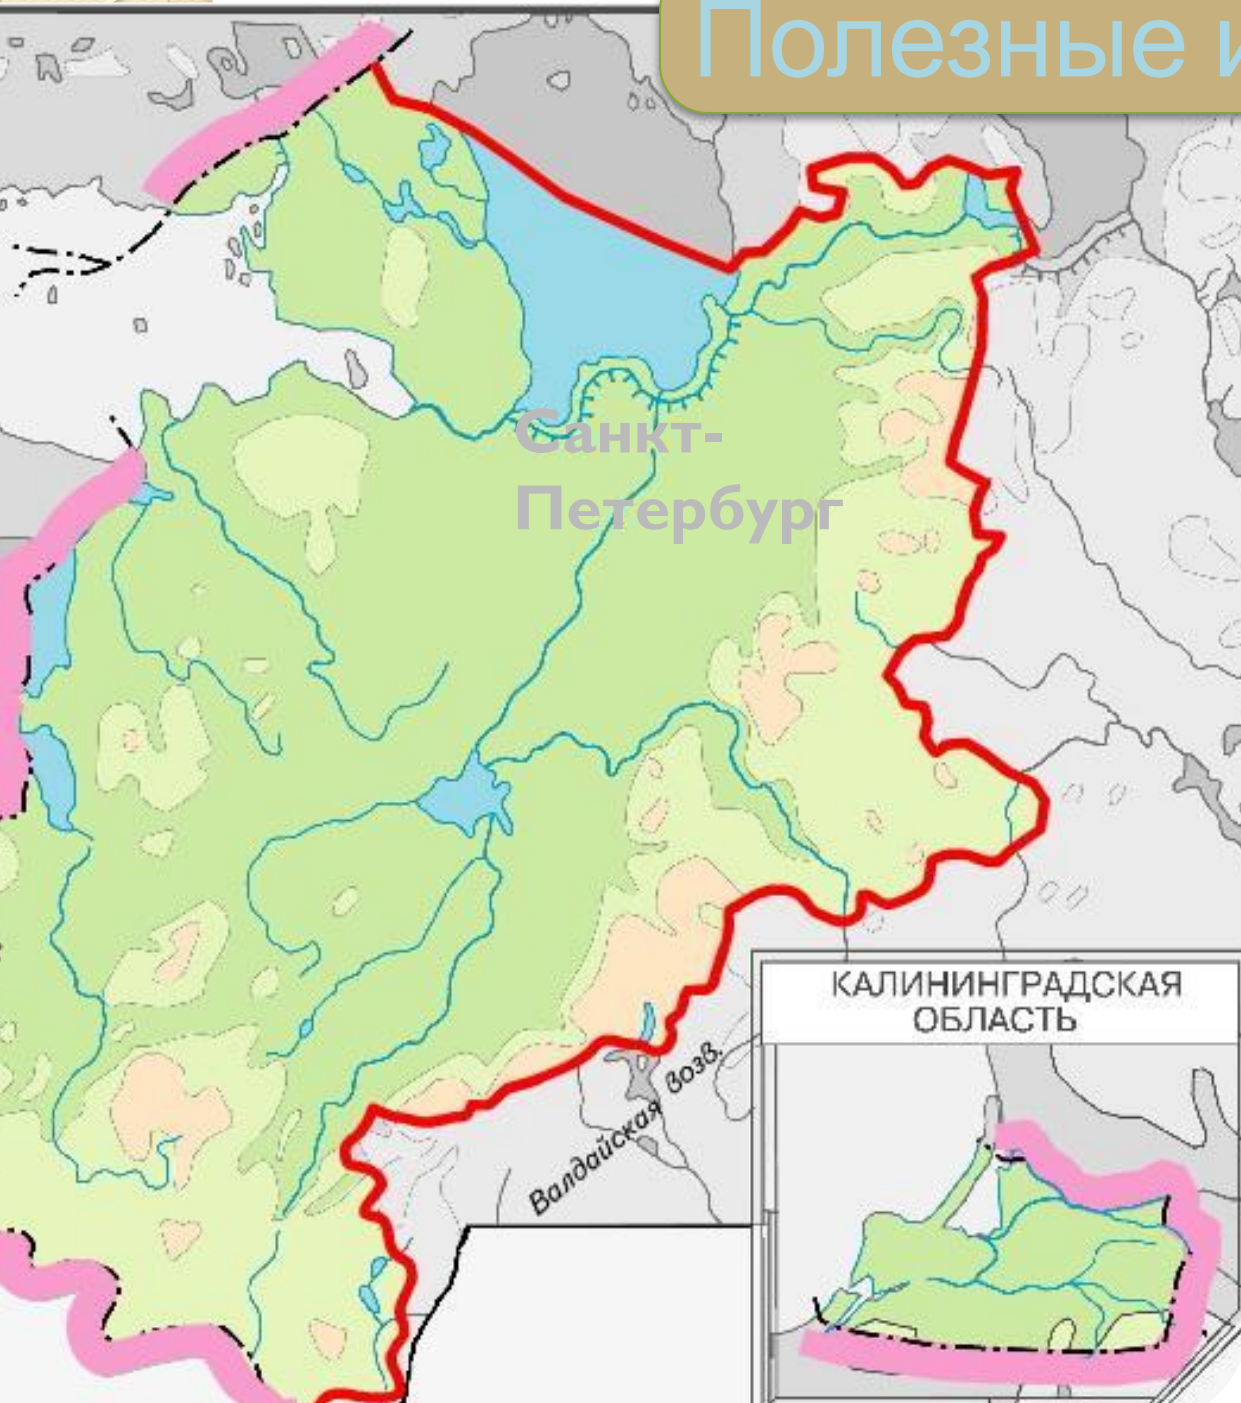 Полезные и
Санкт-
Петербург
КАЛИНИНГРАДСКАЯ
ОБЛАСТЬ
Валдайская возв.